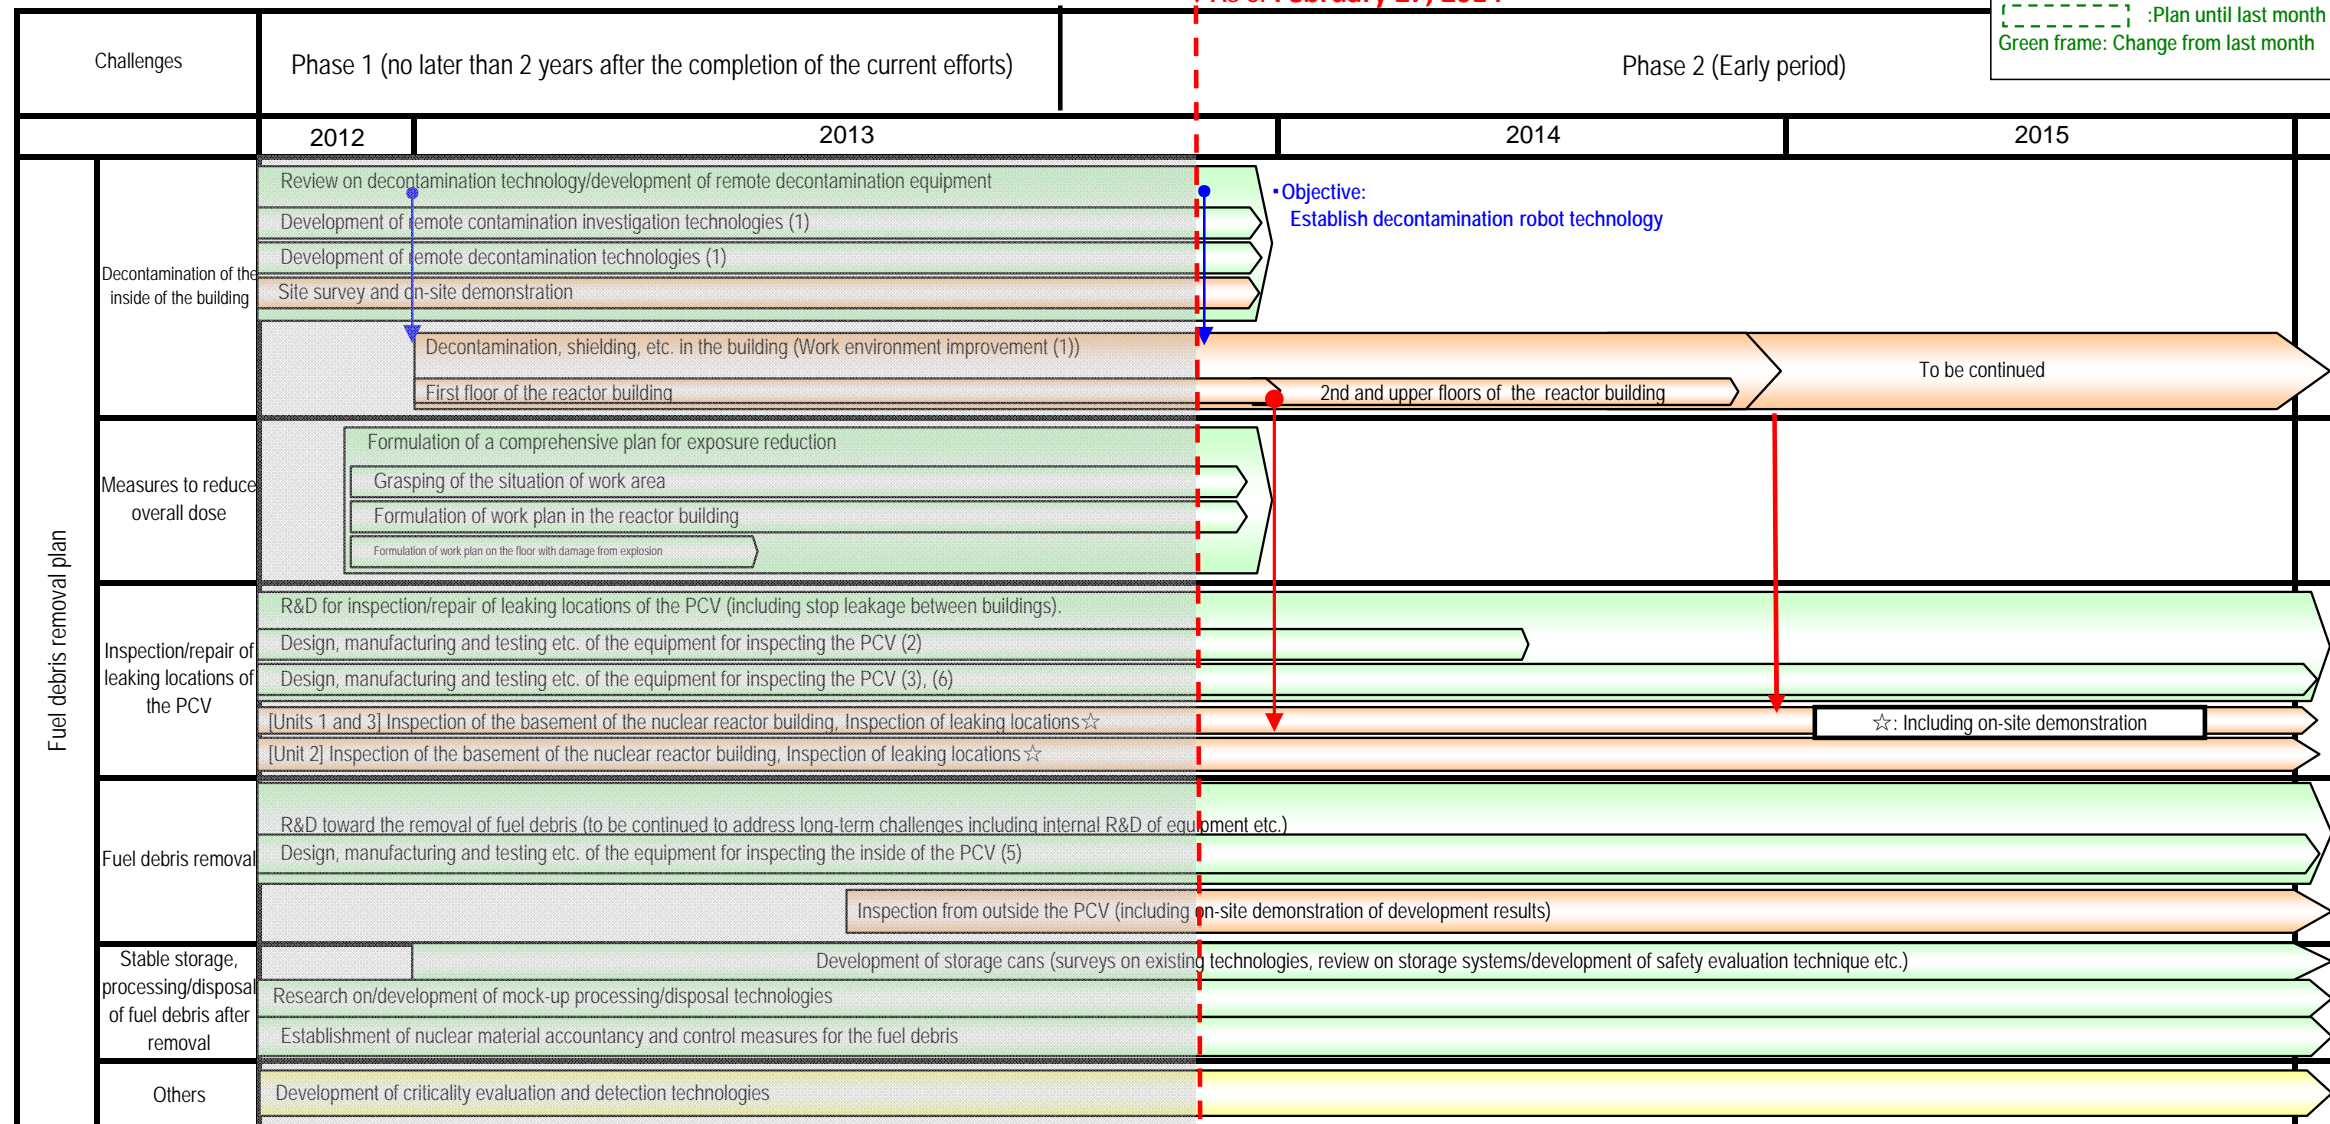 As of February 27, 2014
:Plan until last month
Green frame: Change from last month
Challenges
Phase 1 (no later than 2 years after the completion of the current efforts)
Phase 2 (Early period)
2012
2013
2014
2015
Fuel debris removal plan
Decontamination of the
inside of the building
Review on decontamination technology/development of remote decontamination equipment
Development of remote contamination investigation technologies (1)
Development of remote decontamination technologies (1)
Site survey and on-site demonstration
▪Objective:
Establish decontamination robot technology
Decontamination, shielding, etc. in the building (Work environment improvement (1))
To be continued
First floor of the reactor building
2nd and upper floors of the reactor building
Measures to reduce
overall dose
Formulation of a comprehensive plan for exposure reduction
Grasping of the situation of work area
Formulation of work plan in the reactor building
Formulation of work plan on the floor with damage from explosion
Inspection/repair of
leaking locations of
the PCV
R&D for inspection/repair of leaking locations of the PCV (including stop leakage between buildings).
Design, manufacturing and testing etc. of the equipment for inspecting the PCV (2)
Design, manufacturing and testing etc. of the equipment for inspecting the PCV (3), (6)
[Units 1 and 3] Inspection of the basement of the nuclear reactor building, Inspection of leaking locations☆
☆: Including on-site demonstration
[Unit 2] Inspection of the basement of the nuclear reactor building, Inspection of leaking locations☆
Fuel debris removal
R&D toward the removal of fuel debris (to be continued to address long-term challenges including internal R&D of equipment etc.)
Design, manufacturing and testing etc. of the equipment for inspecting the inside of the PCV (5)
Inspection from outside the PCV (including on-site demonstration of development results)
Stable storage,
processing/disposal
of fuel debris after
removal
Development of storage cans (surveys on existing technologies, review on storage systems/development of safety evaluation technique etc.)
Research on/development of mock-up processing/disposal technologies
Establishment of nuclear material accountancy and control measures for the fuel debris
Others
Development of criticality evaluation and detection technologies